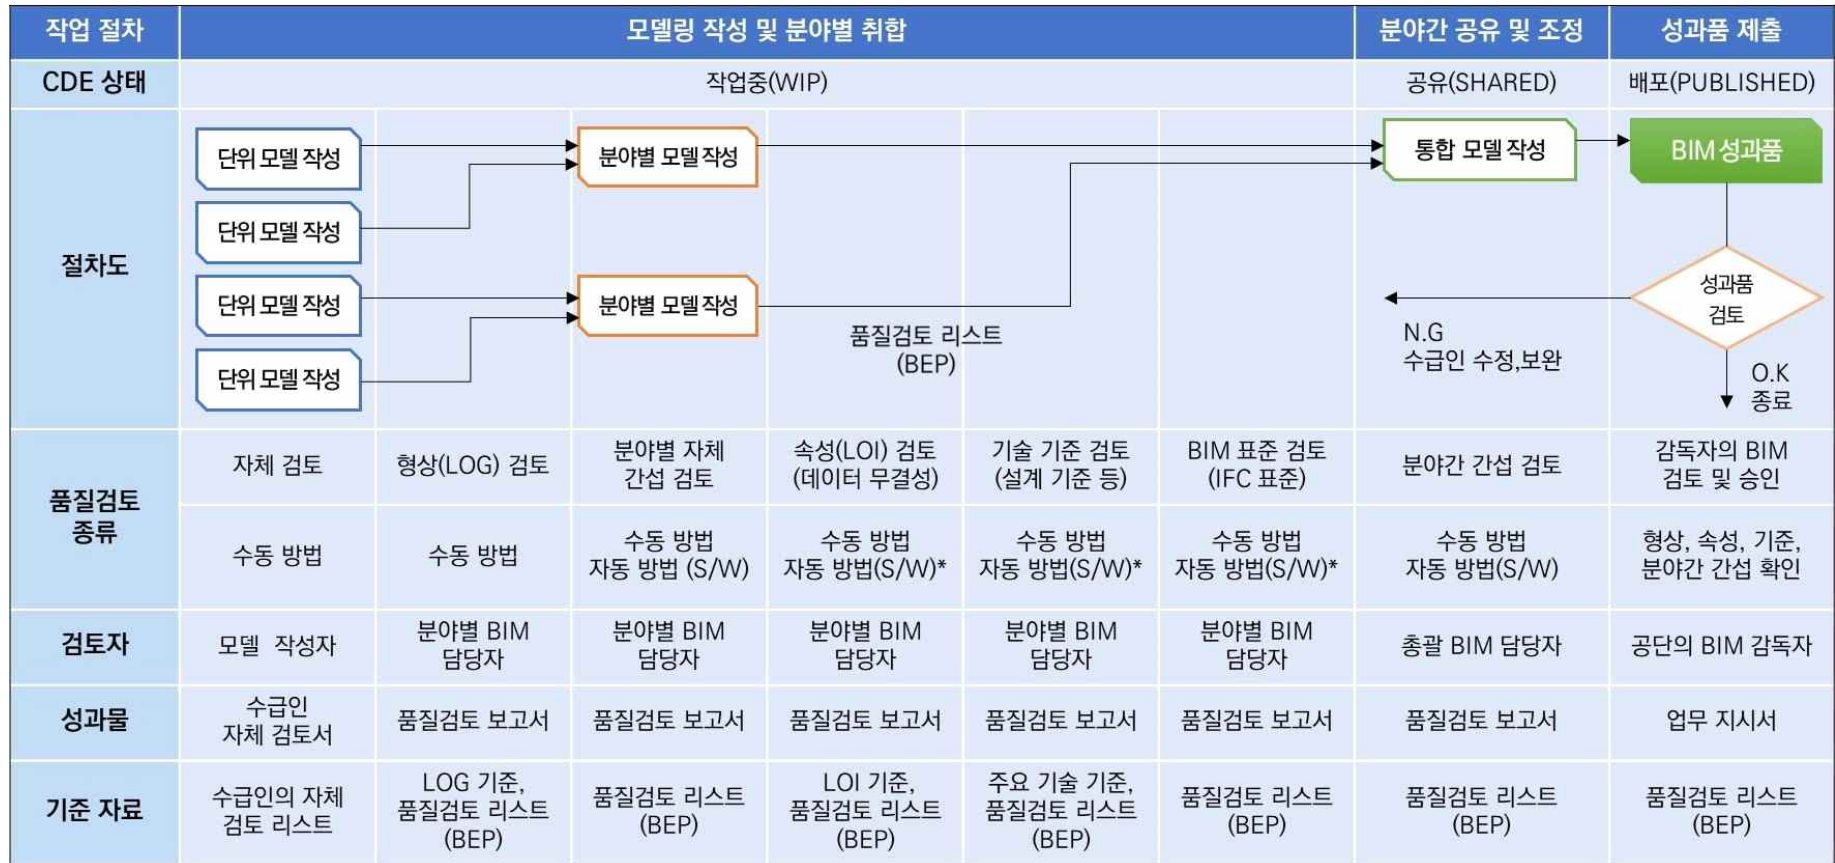 작업 절차
모델링 작성 및 분야별 취합
분야간 공유 및 조정
성과품 제출
CDE 상태
작업중(WIP)
공유(SHARED)
배포(PUBLISHED)
절차도
단위 모델 작성
단위 모델 작성
단위 모델 작성
단위 모델 작성
분야별 모델 작성
분야별 모델 작성
품질검토 리스트
(BEP)
통합 모델 작성
BIM 성과품
성과품
검토
N.G
수급인 수정,보완
O.K
종료
품질검토
종류
자체 검토
형상(LOG) 검토
분야별 자체
간섭 검토
속성(LOI) 검토
(데이터 무결성)
기술 기준 검토
(설계 기준 등)
BIM 표준 검토
(IFC 표준)
분야간 간섭 검토
감독자의 BIM
검토 및 승인
수동 방법
수동 방법
수동 방법
자동 방법 (S/W)
수동 방법
자동 방법(S/W)*
수동 방법
자동 방법(S/W)*
수동 방법
자동 방법(S/W)*
수동 방법
자동 방법(S/W)
형상, 속성, 기준,
분야간 간섭 확인
검토자
모델 작성자
분야별 BIM
담당자
분야별 BIM
담당자
분야별 BIM
담당자
분야별 BIM
담당자
분야별 BIM
담당자
총괄 BIM 담당자
공단의 BIM 감독자
성과물
수급인
자체 검토서
품질검토 보고서
품질검토 보고서
품질검토 보고서
품질검토 보고서
품질검토 보고서
품질검토 보고서
업무 지시서
기준 자료
수급인의 자체
검토 리스트
LOG 기준,
품질검토 리스트
(BEP)
품질검토 리스트
(BEP)
LOI 기준,
품질검토 리스트
(BEP)
주요 기술 기준,
품질검토 리스트
(BEP)
품질검토 리스트
(BEP)
품질검토 리스트
(BEP)
품질검토 리스트
(BEP)